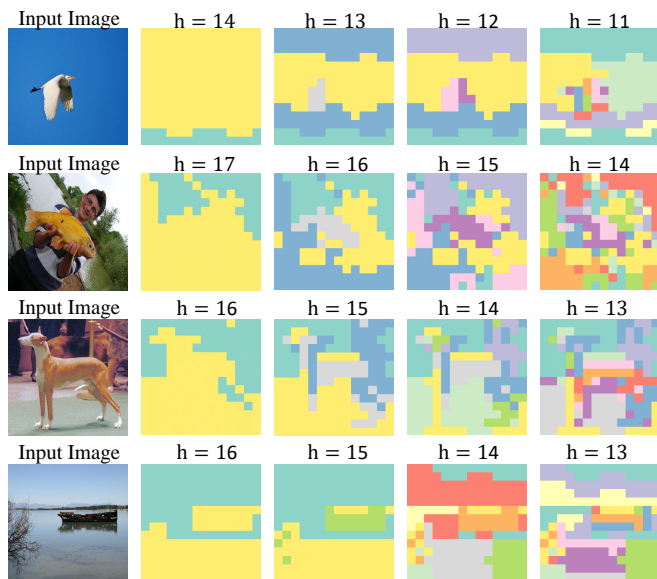 Input Image h = 14 h = 13 h = 12 h = 11
Input Image h = 17 h = 16 h = 15 h = 14
Input Image h = 16 h = 15 h = 14 h = 13
Input Image h = 16 h = 15 h = 14 h = 13